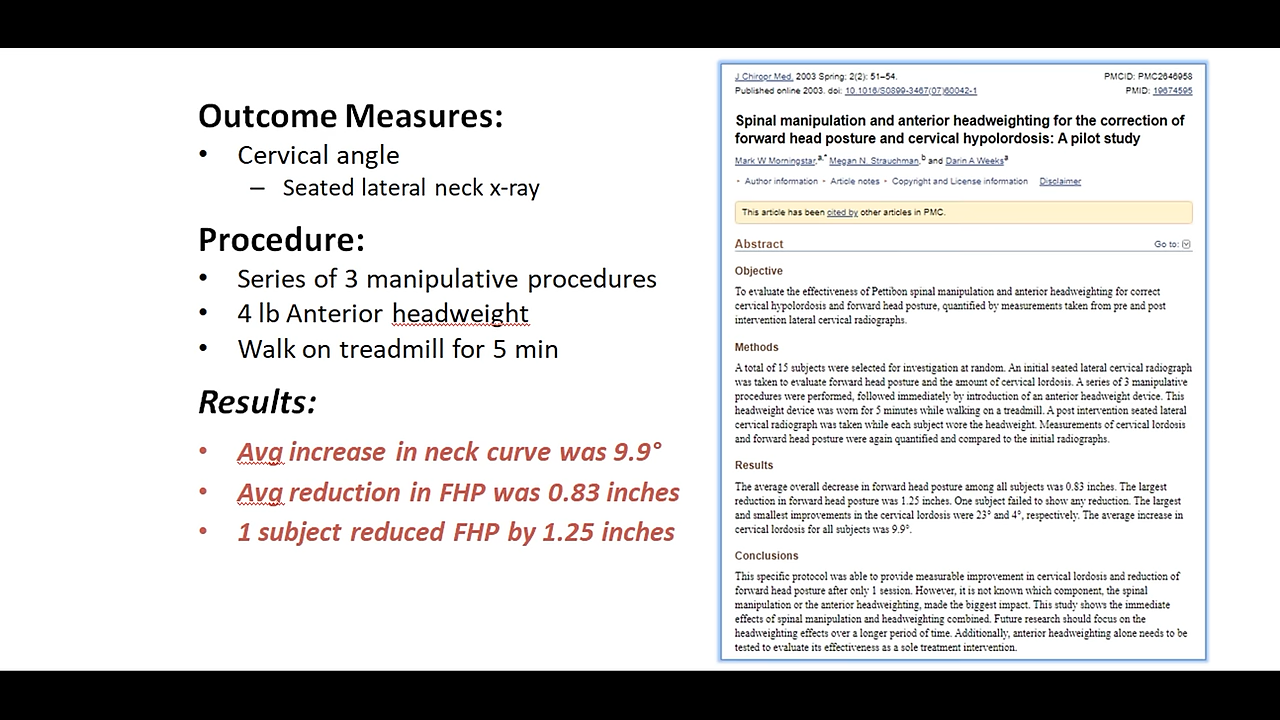 Outcome Measures:
• Cervical angle
– Seated lateral neck x-ray
Procedure:
• Series of 3 manipulative procedures
• 4 lb Anterior headweight
• Walk on treadmill for 5 min
Results:
• Avg increase in neck curve was 9.9°
• Avg reduction in FHP was 0.83 inches
• 1 subject reduced FHP by 1.25 inches
J Chiropr Med. 2003 Spring; 2(2): 51–54. PMCID: PMC2646958
Published online 2003. doi: 10.1016/S0899-3467(07)60042-1 PMID: 19674595
Spinal manipulation and anterior headweighting for the correction of
forward head posture and cervical hypolordosis: A pilot study
Mark W Morningstar,a,* Megan N. Strauchman,b and Darin A Weeksa
• Author information • Article notes • Copyright and License information Disclaimer
This article has been cited by other articles in PMC.
Abstract Go to:
Objective
To evaluate the effectiveness of Pettibon spinal manipulation and anterior headweighting for correct
cervical hypolordosis and forward head posture, quantified by measurements taken from pre and post
intervention lateral cervical radiographs.
Methods
A total of 15 subjects were selected for investigation at random. An initial seated lateral cervical radiograph
was taken to evaluate forward head posture and the amount of cervical lordosis. A series of 3 manipulative
procedures were performed, followed immediately by introduction of an anterior headweight device. This
headweight device was worn for 5 minutes while walking on a treadmill. A post intervention seated lateral
cervical radiograph was taken while each subject wore the headweight. Measurements of cervical lordosis
and forward head posture were again quantified and compared to the initial radiographs.
Results
The average overall decrease in forward head posture among all subjects was 0.83 inches. The largest
reduction in forward head posture was 1.25 inches. One subject failed to show any reduction. The largest
and smallest improvements in the cervical lordosis were 23° and 4°, respectively. The average increase in
cervical lordosis for all subjects was 9.9°.
Conclusions
This specific protocol was able to provide measurable improvement in cervical lordosis and reduction of
forward head posture after only 1 session. However, it is not known which component, the spinal
manipulation or the anterior headweighting, made the biggest impact. This study shows the immediate
effects of spinal manipulation and headweighting combined. Future research should focus on the
headweighting effects over a longer period of time. Additionally, anterior headweighting alone needs to be
tested to evaluate its effectiveness as a sole treatment intervention.